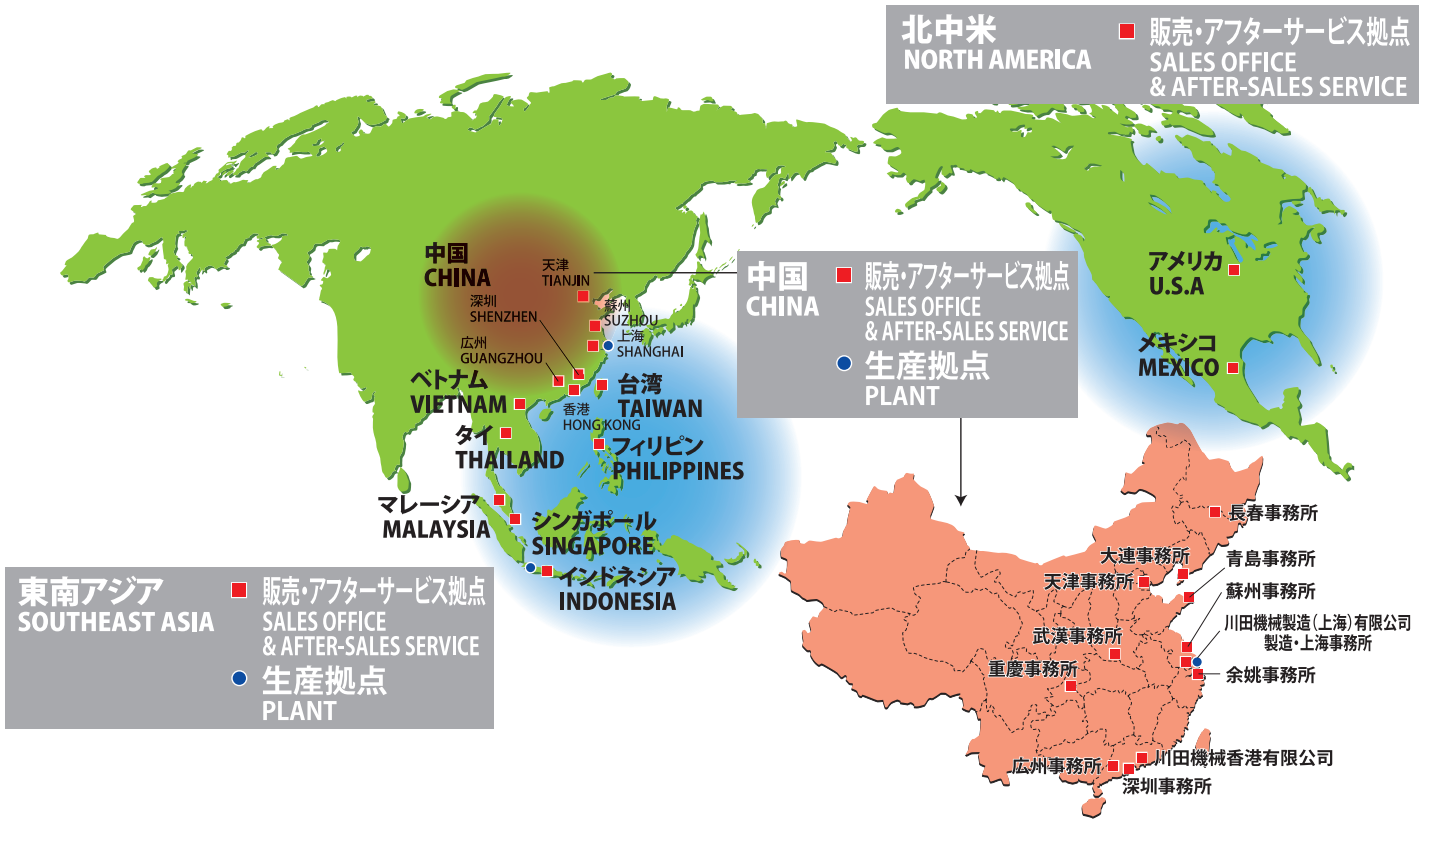 北中米
NORTH AMERICA
販売・アフターサービス拠点
SALES OFFICE
& AFTER-SALES SERVICE
中国
CHINA
天津
TIANJIN
深圳
SHENZHEN
蘇州
SUZHOU
上海
SHANGHAI
広州
GUANGZHOU
香港
HONG KONG
ベトナム
VIETNAM
台湾
TAIWAN
タイ
THAILAND
フィリピン
PHILIPPINES
マレーシア
MALAYSIA
シンガポール
SINGAPORE
インドネシア
INDONESIA
中国
CHINA
販売・アフターサービス拠点
SALES OFFICE
& AFTER-SALES SERVICE
生産拠点
PLANT
アメリカ
U.S.A
メキシコ
MEXICO
東南アジア
SOUTHEAST ASIA
販売・アフターサービス拠点
SALES OFFICE
& AFTER-SALES SERVICE
生産拠点
PLANT
長春事務所
大連事務所
青島事務所
天津事務所
蘇州事務所
川田機械製造(上海)有限公司
製造・上海事務所
武漢事務所
重慶事務所
余姚事務所
川田機械香港有限公司
広州事務所
深圳事務所